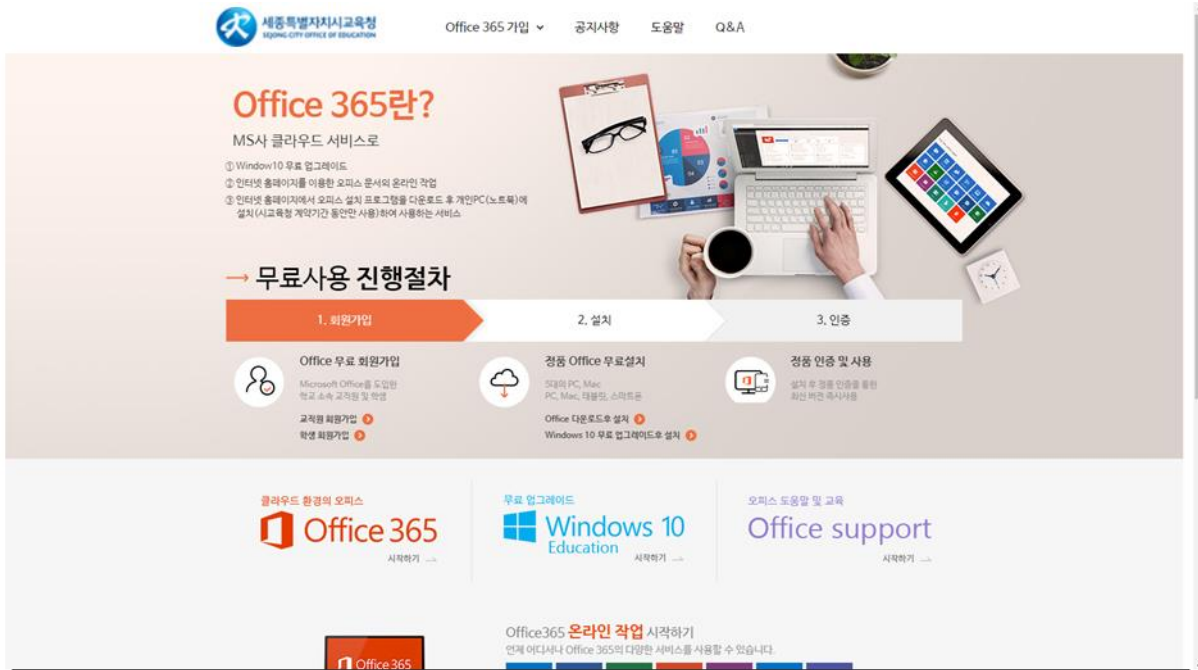 세종특별자치시교육청
SEJONG CITY OFFICE OF EDUCATION
Office 365 가입
공지사항
도움말
Q&A
Office 365란?
MS사 클라우드 서비스로
① Window10 무료 업그레이드
② 인터넷 홈페이지를 이용한 오피스 문서의 온라인 작업
③ 인터넷 홈페이지에서 오피스 설치 프로그램을 다운로드 후 개인PC(노트북)에
설치(시교육청 계약기간 동안만 사용)하여 사용하는 서비스
→ 무료사용 진행절차
1. 회원가입
2. 설치
3. 인증
Office 무료 회원가입
Microsoft Office를 도입한
학교 소속 교직원 및 학생
교직원 회원가입
학생 회원가입
정품 Office 무료설치
5대의 PC, Mac
PC, Mac, 태블릿, 스마트폰
Office 다운로드후 설치
Windows 10 무료 업그레이드후 설치
정품 인증 및 사용
설치 후 정품 인증을 통한
최신 버전 즉시사용
클라우드 환경의 오피스
Office 365
시작하기
무료 업그레이드
Windows 10
Education
시작하기
오피스 도움말 및 교육
Office support
시작하기
Office 365
Office365 온라인 작업 시작하기
언제 어디서나 Office 365의 다양한 서비스를 사용할 수 있습니다.